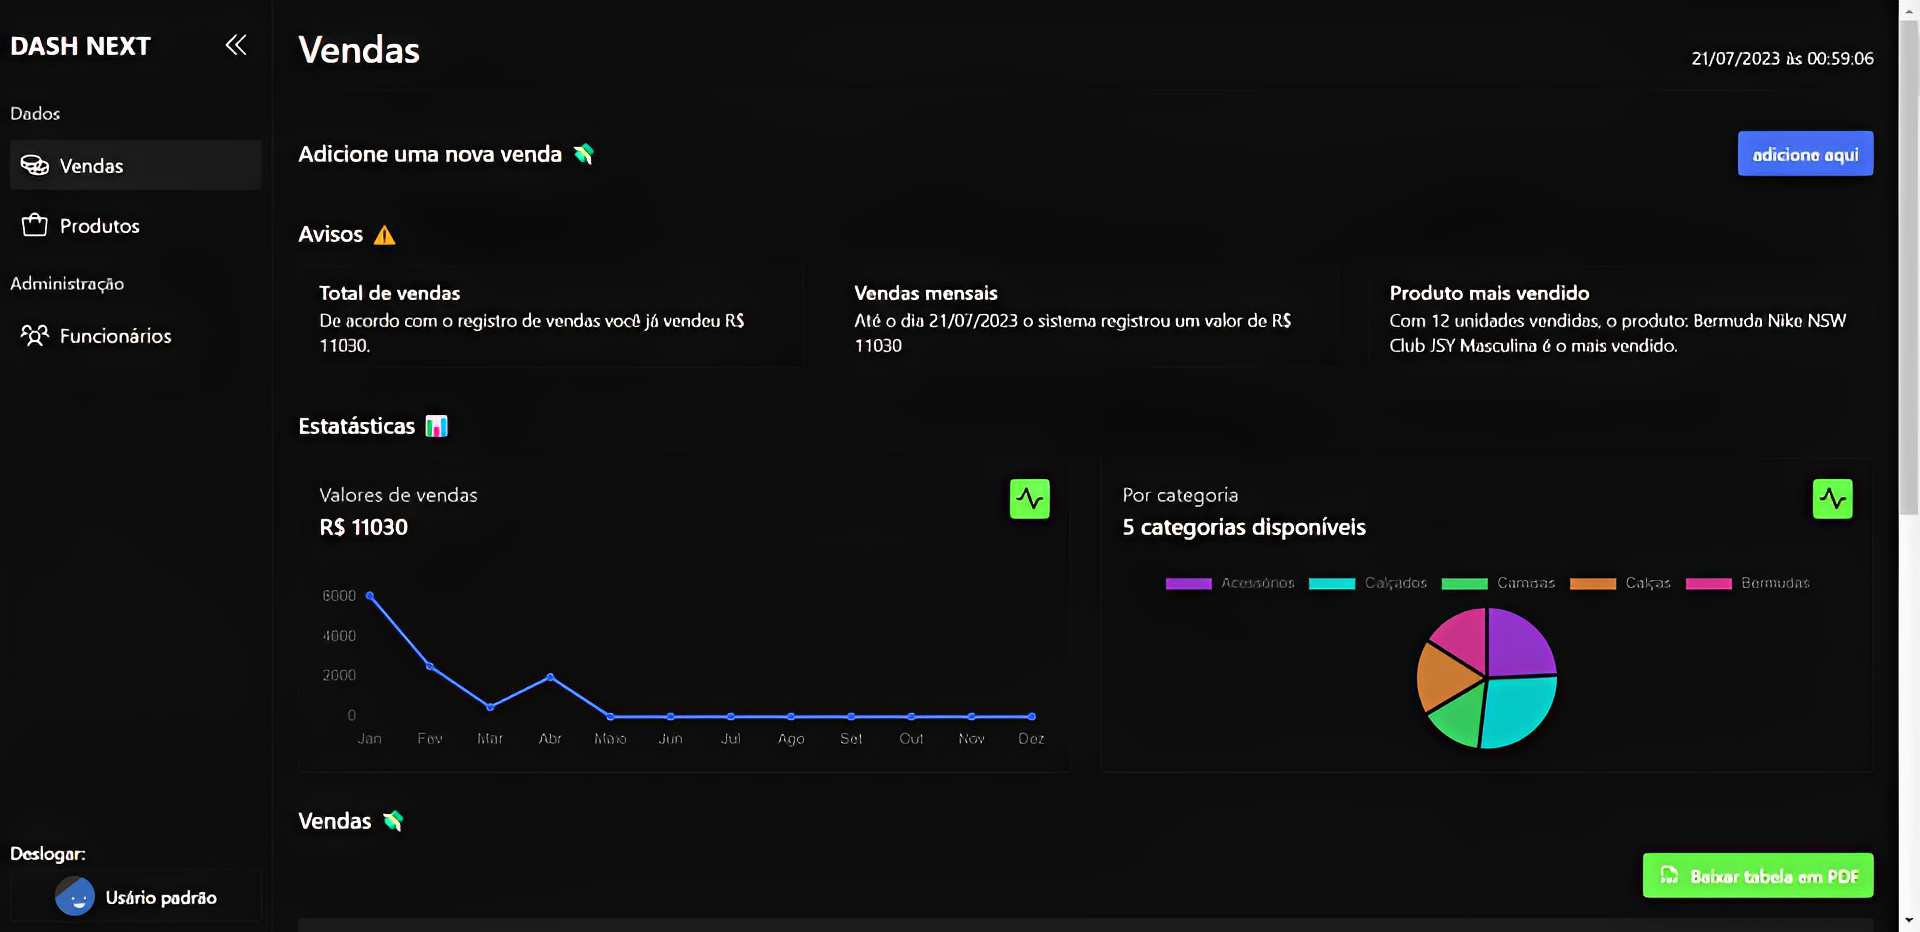 DASH NEXT
Dados
Vendas
Produtos
Administração
Funcionários
Deslogar:
Usário padrão
Vendas
21/07/2023 às 00:59:06
Adicione uma nova venda
adicione aqui
Avisos
Total de vendas
De acordo com o registro de vendas você já vendeu R$
11030.
Vendas mensais
Até o dia 21/07/2023 o sistema registrou um valor de R$
11030
Produto mais vendido
Com 12 unidades vendidas, o produto: Bermuda Nike NSW
Club JSY Masculina é o mais vendido.
Estatásticas
Valores de vendas
R$ 11030
6000
4000
2000
0
Jan Fev Mar Abr Maio Jun Jul Ago Set Out Nov Dez
Por categoria
5 categorias disponíveis
Acessórios Calçados Camisas Calças Bermudas
Vendas
Baixar tabela em PDF